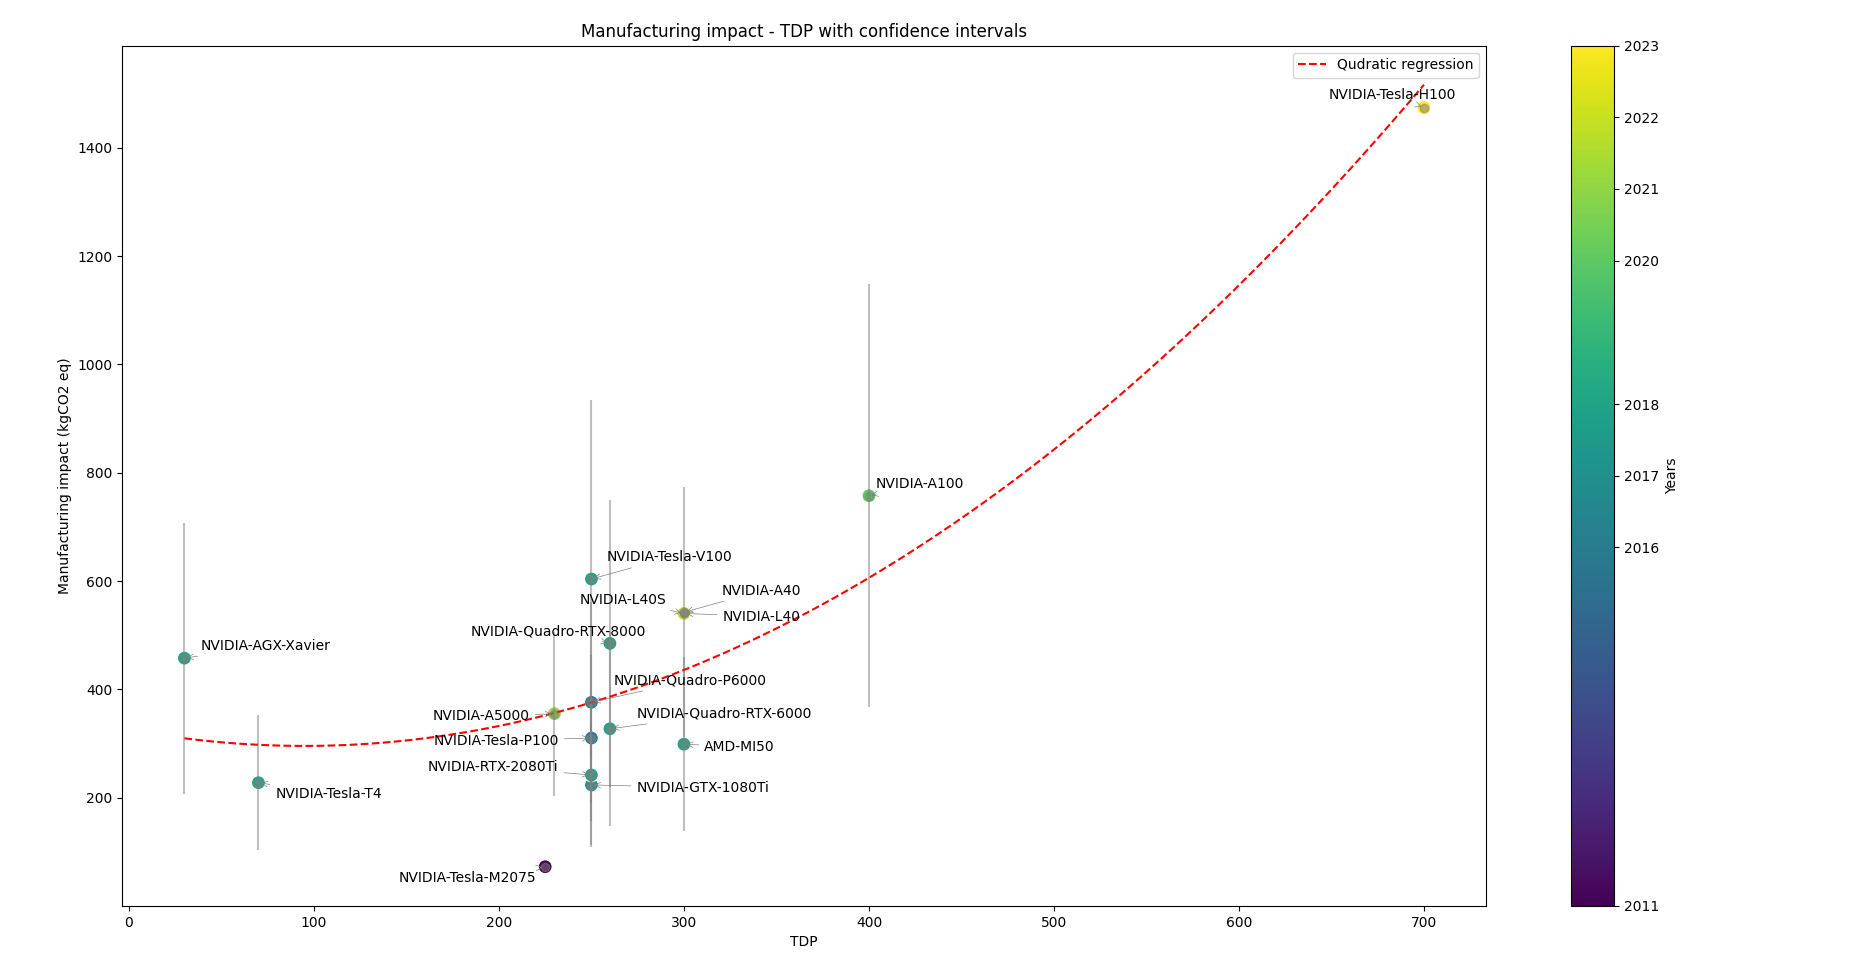 Manufacturing impact - TDP with confidence intervals
Qudratic regression
NVIDIA-Tesla-H100
NVIDIA-A100
NVIDIA-Tesla-V100
NVIDIA-A40
NVIDIA-L40S
NVIDIA-L40
NVIDIA-Quadro-RTX-8000
NVIDIA-AGX-Xavier
NVIDIA-Quadro-P6000
NVIDIA-A5000
NVIDIA-Quadro-RTX-6000
NVIDIA-Tesla-P100
AMD-MI50
NVIDIA-RTX-2080Ti
NVIDIA-GTX-1080Ti
NVIDIA-Tesla-T4
NVIDIA-Tesla-M2075
Manufacturing impact (kgCO2 eq)
1400
1200
1000
800
600
400
200
0 100 200 300 400 500 600 700
TDP
2023
2022
2021
2020
2018
2017
2016
2011
Years